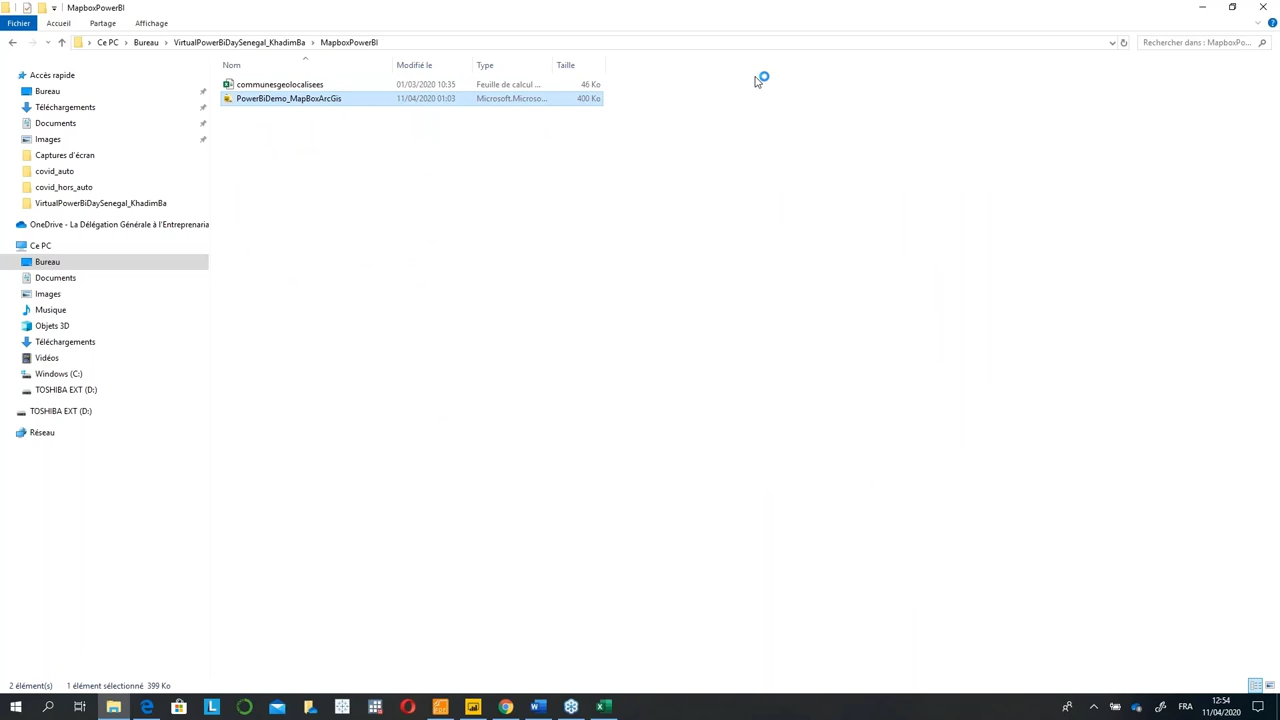 MapboxPowerBI
Fichier Accueil Partage Affichage
Ce PC Bureau VirtualPowerBiDaySenegal_KhadimBa MapboxPowerBI
Rechercher dans : MapboxPo...
Nom Modifié le Type Taille
communesgeolocalisees 01/03/2020 10:35 Feuille de calcul ... 46 Ko
PowerBiDemo_MapBoxArcGis 11/04/2020 01:03 Microsoft.Microso... 400 Ko
Accès rapide
Bureau
Téléchargements
Documents
Images
Captures d'écran
covid_auto
covid_hors_auto
VirtualPowerBiDaySenegal_KhadimBa
OneDrive - La Délégation Générale à l'Entreprenaria
Ce PC
Bureau
Documents
Images
Musique
Objets 3D
Téléchargements
Vidéos
Windows (C:)
TOSHIBA EXT (D:)
TOSHIBA EXT (D:)
Réseau
2 élément(s) 1 élément sélectionné 399 Ko
FRA
12:54
11/04/2020